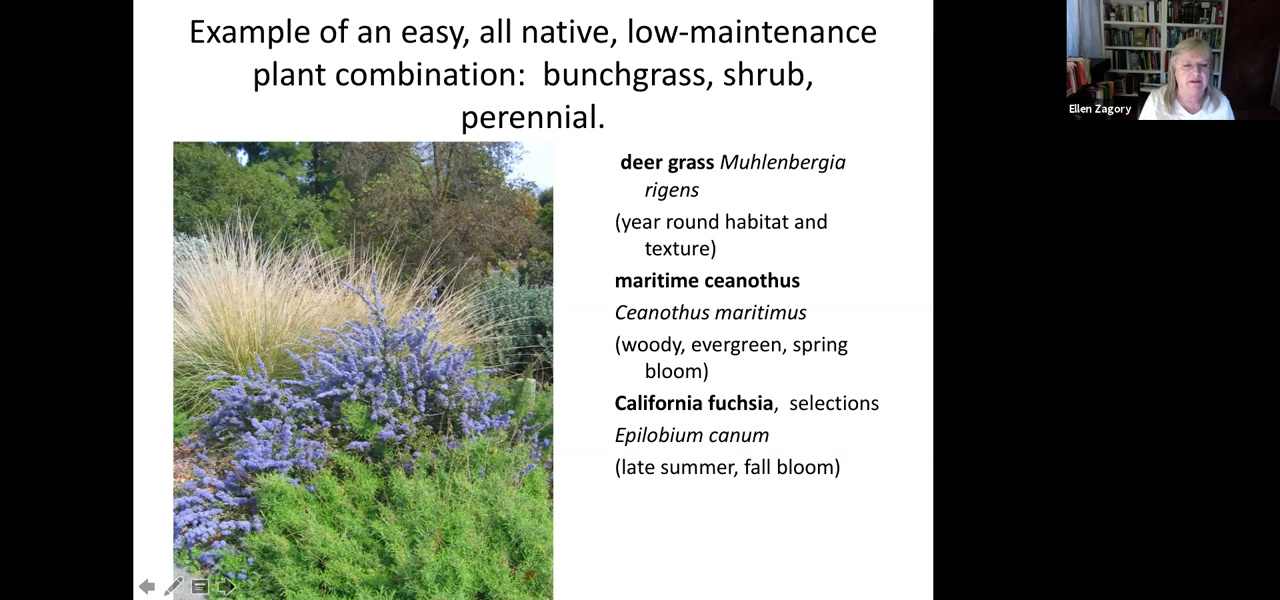 Example of an easy, all native, low-maintenance
plant combination:  bunchgrass, shrub,
perennial.
deer grass Muhlenbergia
rigens
(year round habitat and
texture)
maritime ceanothus
Ceanothus maritimus
(woody, evergreen, spring
bloom)
California fuchsia,  selections
Epilobium canum
(late summer, fall bloom)
Ellen Zagory